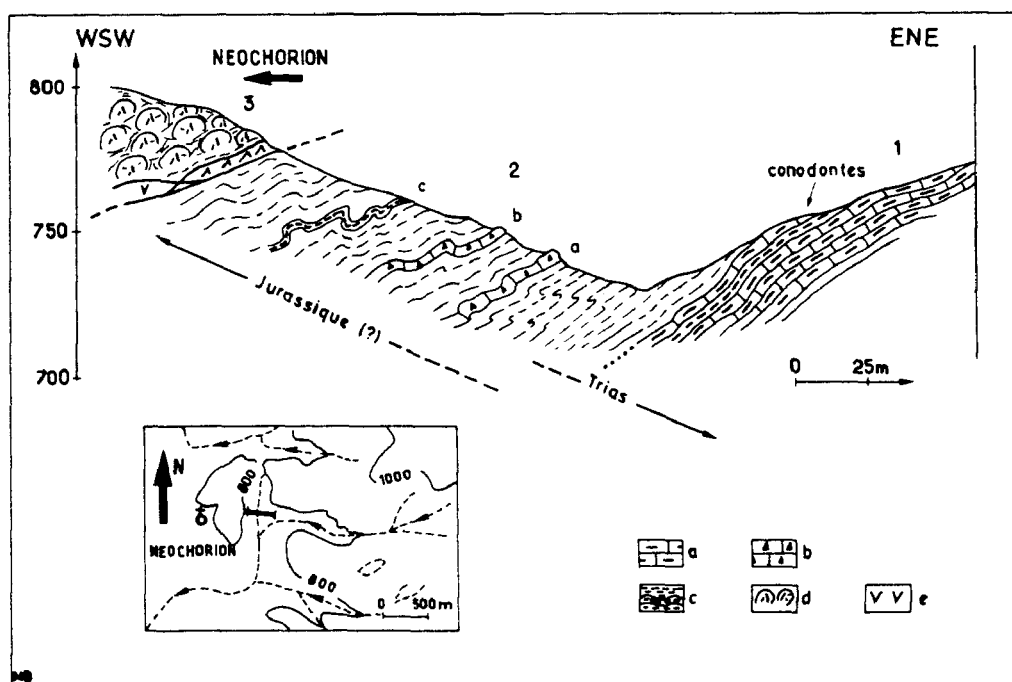 WSW
ENE
NEOCHORION
800
3
1
conodontes
2
c
b
750
a
Jurassique (?)
700
0 25m
Trias
N
800
1000
NEOCHORION
800
0 500m
a
b
c
d
e